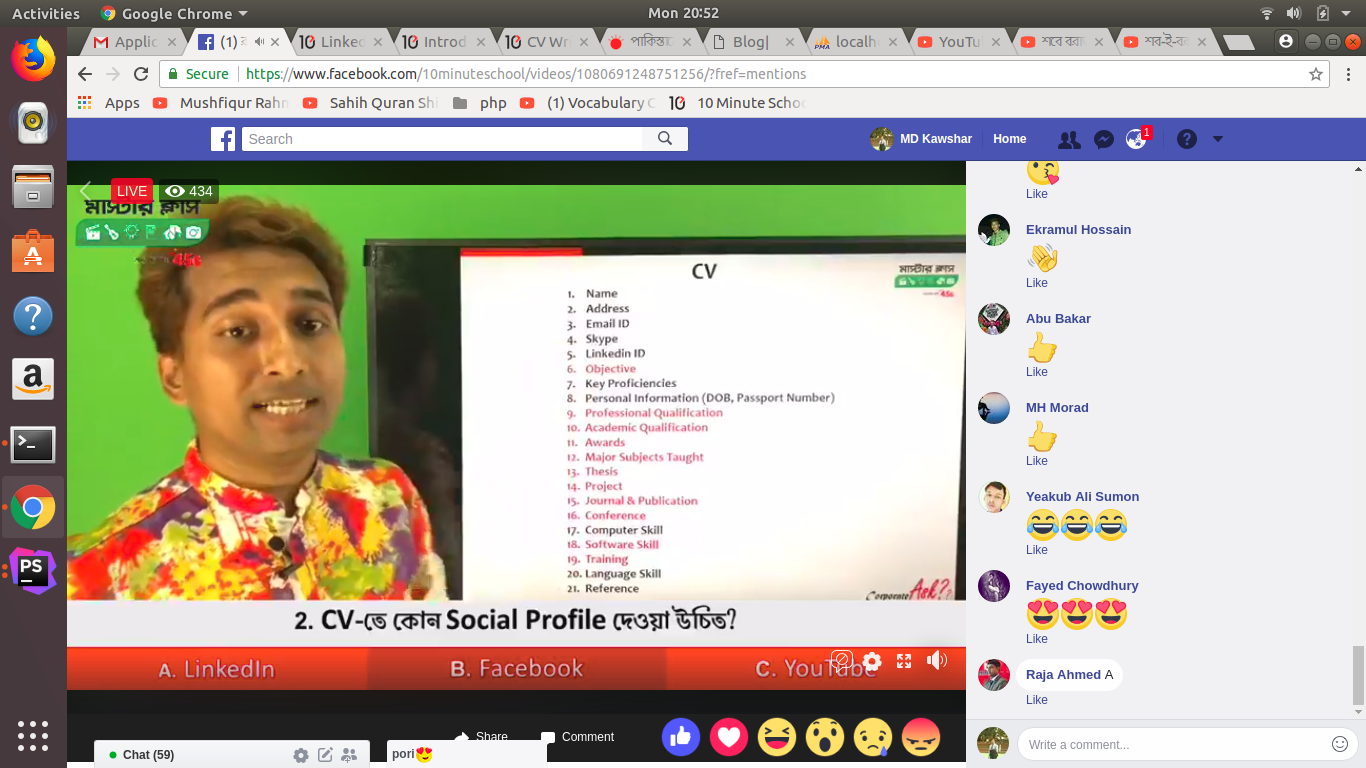 Activities
Google Chrome
Mon 20:52
Applic
(1)
Linked
Introd
CV Wr
পাকিস্তা
Blog|
localh
YouTu
শবে বরা
শব-ই-ব
Secure
https://www.facebook.com/10minuteschool/videos/1080691248751256/?fref=mentions
Apps
Mushfiqur Rahm
Sahih Quran Shi
php
(1) Vocabulary C
10 Minute Schoo
Search
MD Kawshar
Home
1
LIVE
434
মাস্টার ক্লাস
45c
CV
মাস্টার ক্লাস
45c
1. Name
2. Address
3. Email ID
4. Skype
5. Linkedin ID
6. Objective
7. Key Proficiencies
8. Personal Information (DOB, Passport Number)
9. Professional Qualification
10. Academic Qualification
11. Awards
12. Major Subjects Taught
13. Thesis
14. Project
15. Journal & Publication
16. Conference
17. Computer Skill
18. Software Skill
19. Training
20. Language Skill
21. Reference
Corporate Ask?
2. CV-তে কোন Social Profile দেওয়া উচিত?
A. LinkedIn
B. Facebook
C. YouTube
Share
Comment
Chat (59)
pori😍
Like
Ekramul Hossain
Like
Abu Bakar
Like
MH Morad
Like
Yeakub Ali Sumon
Like
Fayed Chowdhury
Like
Raja Ahmed A
Like
Write a comment...